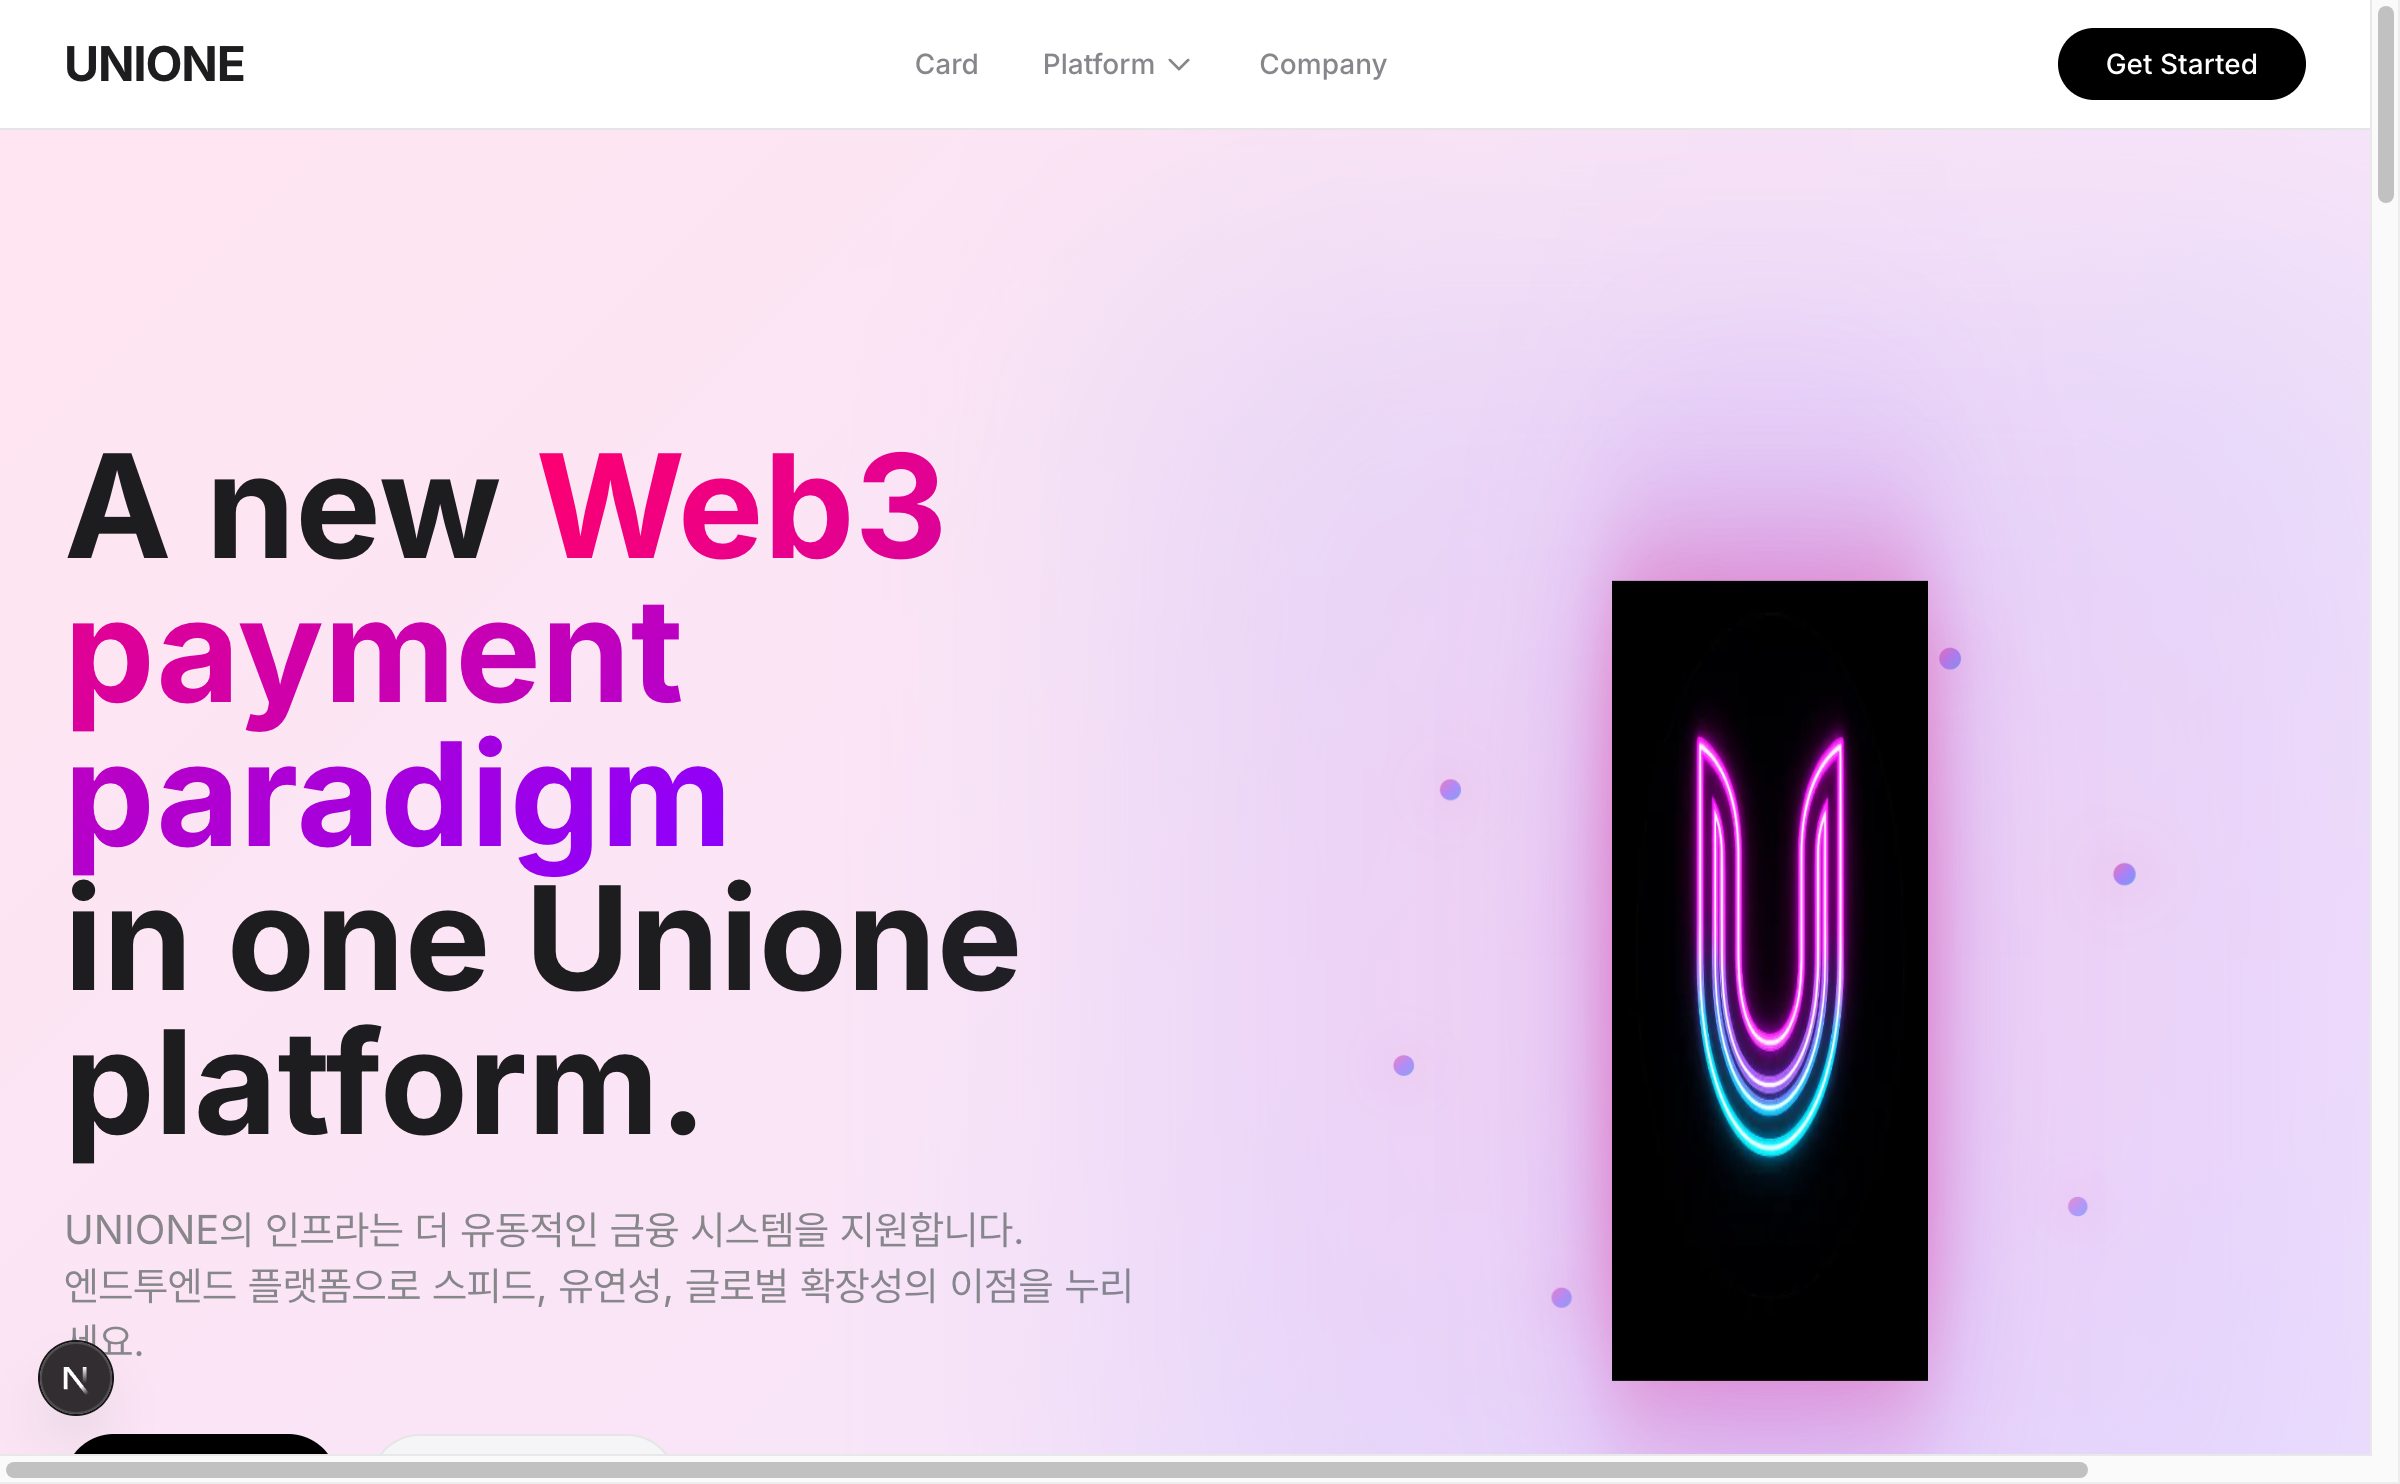 UNIONE
Card
Platform
Company
Get Started
A new Web3
payment
paradigm
in one Unione
platform.
UNIONE의 인프라는 더 유동적인 금융 시스템을 지원합니다.
엔드투엔드 플랫폼으로 스피드, 유연성, 글로벌 확장성의 이점을 누리
세요.
N